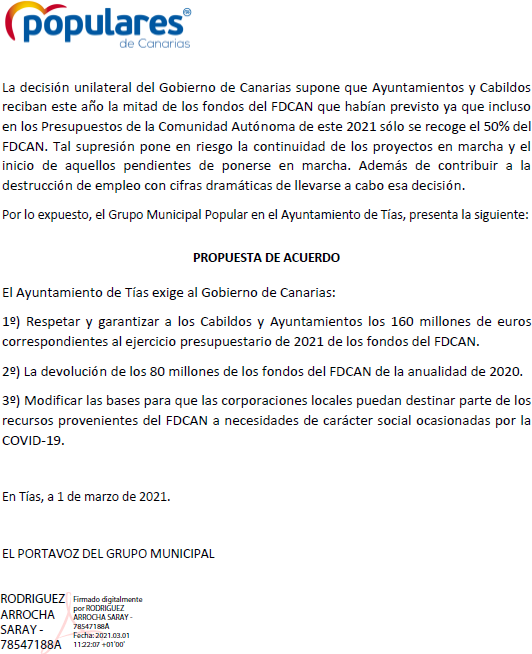 populares®
de Canarias
La decisión unilateral del Gobierno de Canarias supone que Ayuntamientos y Cabildos
reciban este año la mitad de los fondos del FDCAN que habían previsto ya que incluso
en los Presupuestos de la Comunidad Autónoma de este 2021 sólo se recoge el 50% del
FDCAN. Tal supresión pone en riesgo la continuidad de los proyectos en marcha y el
inicio de aquellos pendientes de ponerse en marcha. Además de contribuir a la
destrucción de empleo con cifras dramáticas de llevarse a cabo esa decisión.
Por lo expuesto, el Grupo Municipal Popular en el Ayuntamiento de Tías, presenta la siguiente:
PROPUESTA DE ACUERDO
El Ayuntamiento de Tías exige al Gobierno de Canarias:
1º) Respetar y garantizar a los Cabildos y Ayuntamientos los 160 millones de euros
correspondientes al ejercicio presupuestario de 2021 de los fondos del FDCAN.
2º) La devolución de los 80 millones de los fondos del FDCAN de la anualidad de 2020.
3º) Modificar las bases para que las corporaciones locales puedan destinar parte de los
recursos provenientes del FDCAN a necesidades de carácter social ocasionadas por la
COVID-19.
En Tías, a 1 de marzo de 2021.
EL PORTAVOZ DEL GRUPO MUNICIPAL
RODRIGUEZ
ARROCHA
SARAY -
78547188A
Firmado digitalmente
por RODRIGUEZ
ARROCHA SARAY -
78547188A
Fecha: 2021.03.01
11:22:07 +01'00'